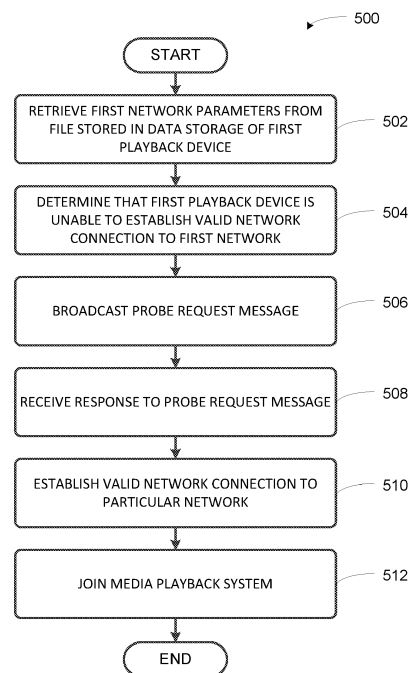 500
START
RETRIEVE FIRST NETWORK PARAMETERS FROM
FILE STORED IN DATA STORAGE OF FIRST
PLAYBACK DEVICE
502
DETERMINE THAT FIRST PLAYBACK DEVICE IS
UNABLE TO ESTABLISH VALID NETWORK
CONNECTION TO FIRST NETWORK
504
BROADCAST PROBE REQUEST MESSAGE
506
RECEIVE RESPONSE TO PROBE REQUEST MESSAGE
508
ESTABLISH VALID NETWORK CONNECTION TO
PARTICULAR NETWORK
510
JOIN MEDIA PLAYBACK SYSTEM
512
END